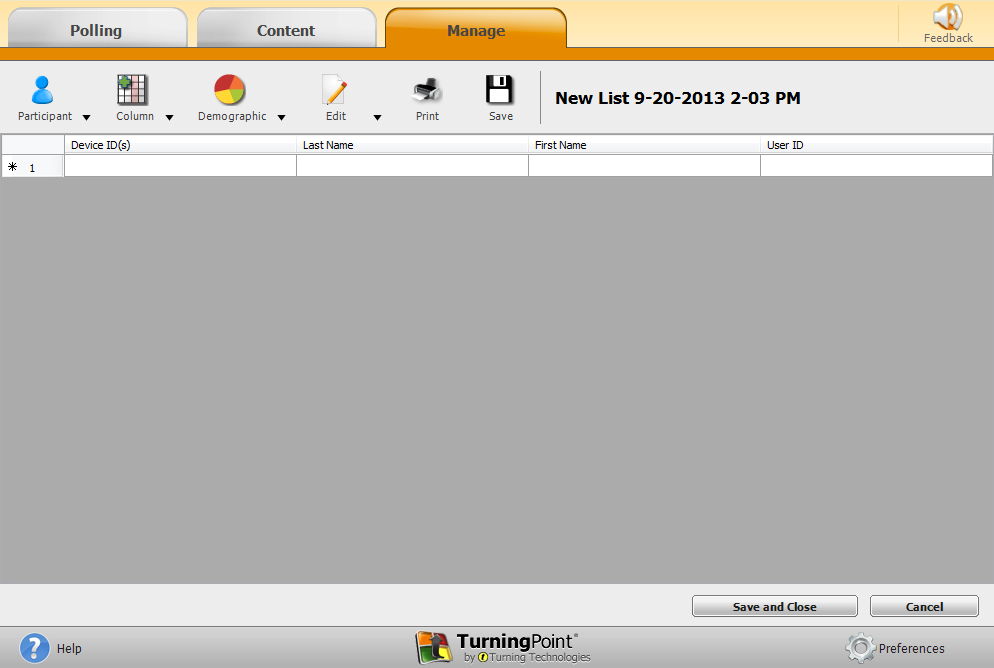 Polling
Content
Manage
Feedback
Participant
Column
Demographic
Edit
Print
Save
New List 9-20-2013 2-03 PM
Device ID(s)
Last Name
First Name
User ID
* 1
Save and Close
Cancel
? Help
TurningPoint®
by Turning Technologies
Preferences